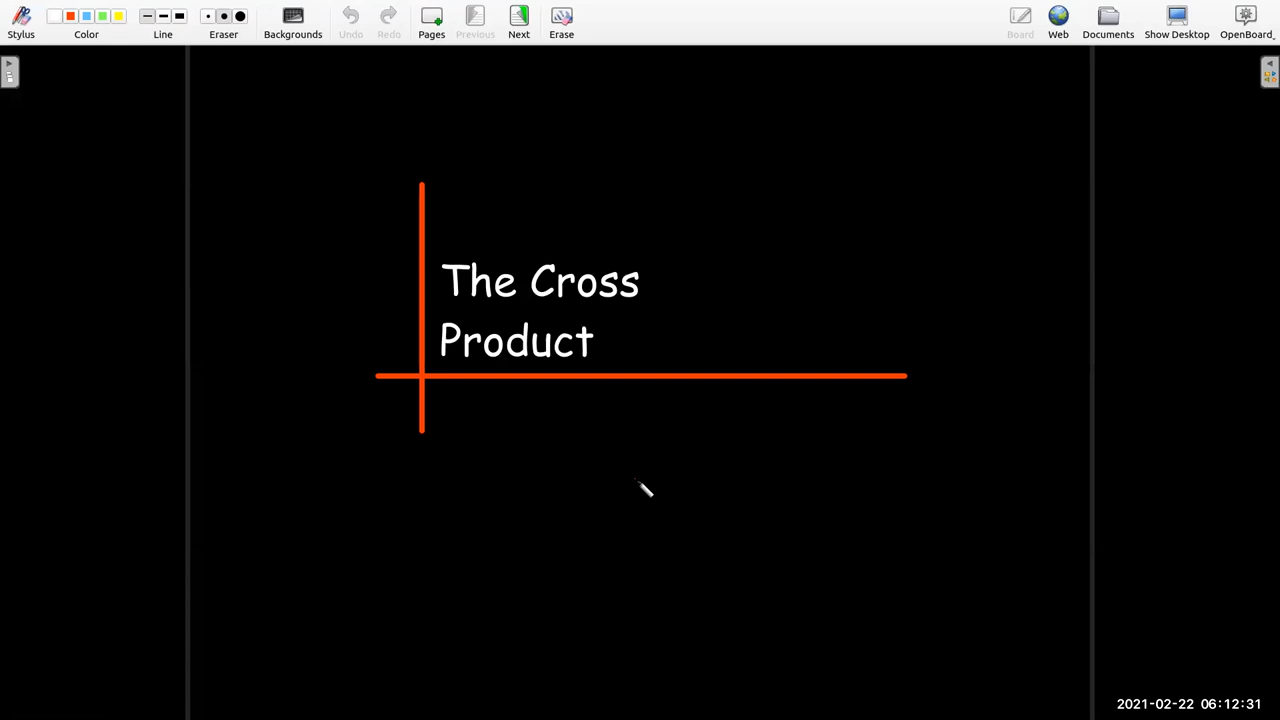 Stylus Color Line Eraser Backgrounds Undo Redo Pages Previous Next Erase Board Web Documents Show Desktop OpenBoard
The Cross
Product
2021-02-22 06:12:31